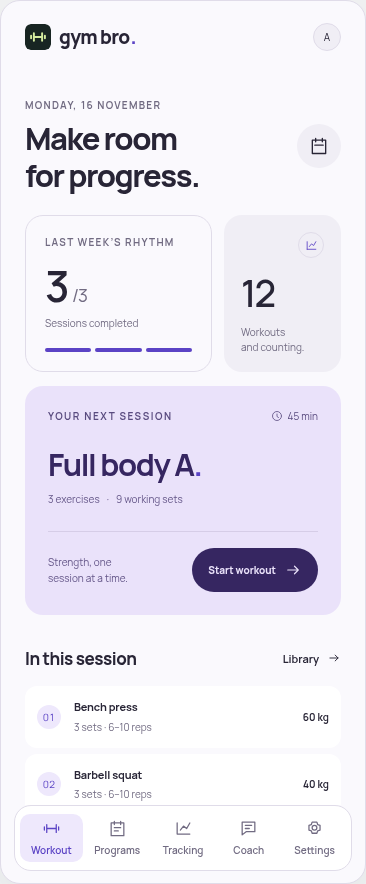 gym bro.
A
MONDAY, 16 NOVEMBER
Make room
for progress.
LAST WEEK'S RHYTHM
3 /3
Sessions completed
12
Workouts
and counting.
YOUR NEXT SESSION
45 min
Full body A.
3 exercises · 9 working sets
Strength, one
session at a time.
Start workout
In this session
Library
01
Bench press
3 sets · 6–10 reps
60 kg
02
Barbell squat
3 sets · 6–10 reps
40 kg
Workout
Programs
Tracking
Coach
Settings